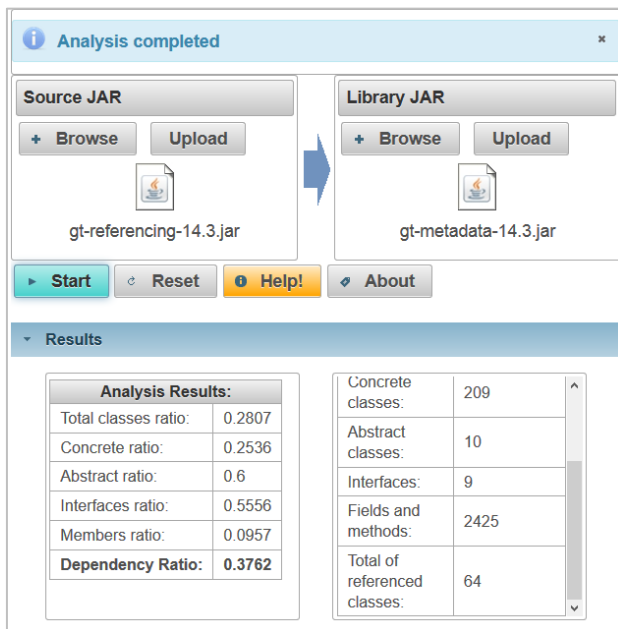 Analysis completed
Source JAR
Library JAR
Browse
Upload
Browse
Upload
gt-referencing-14.3.jar
gt-metadata-14.3.jar
Start
Reset
Help!
About
Results
Analysis Results:
Total classes ratio: 0.2807
Concrete ratio: 0.2536
Abstract ratio: 0.6
Interfaces ratio: 0.5556
Members ratio: 0.0957
Dependency Ratio: 0.3762
Concrete
classes: 209
Abstract
classes: 10
Interfaces: 9
Fields and
methods: 2425
Total of
referenced 64
classes: